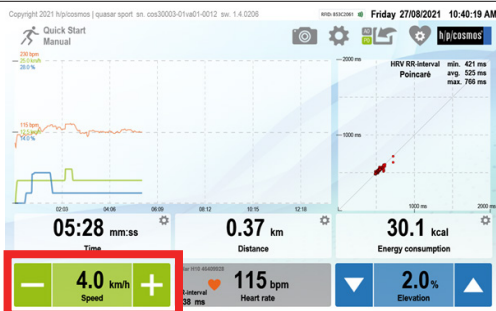 Copyright 2021 h/p/cosmos | quasar sport sn. cos30003-01va01-0012 sw. 1.4.0206
RFID: 853C2061
Friday 27/08/2021 10:40:19 AM
Quick Start
Manual
h/p/cosmos
230 bpm
25.0 km/h
28.0 %
115 bpm
14.0 %
02:03 04:06 06:09 08:12 10:15 12:18
2000 ms
HRV RR-interval
Poincaré
min. 421 ms
avg. 525 ms
max. 766 ms
1000 ms
1000 ms 2000 ms
05:28 mm:ss
Time
0.37 km
Distance
30.1 kcal
Energy consumption
4.0 km/h
Speed
115 bpm
Heart rate
2.0%
Elevation